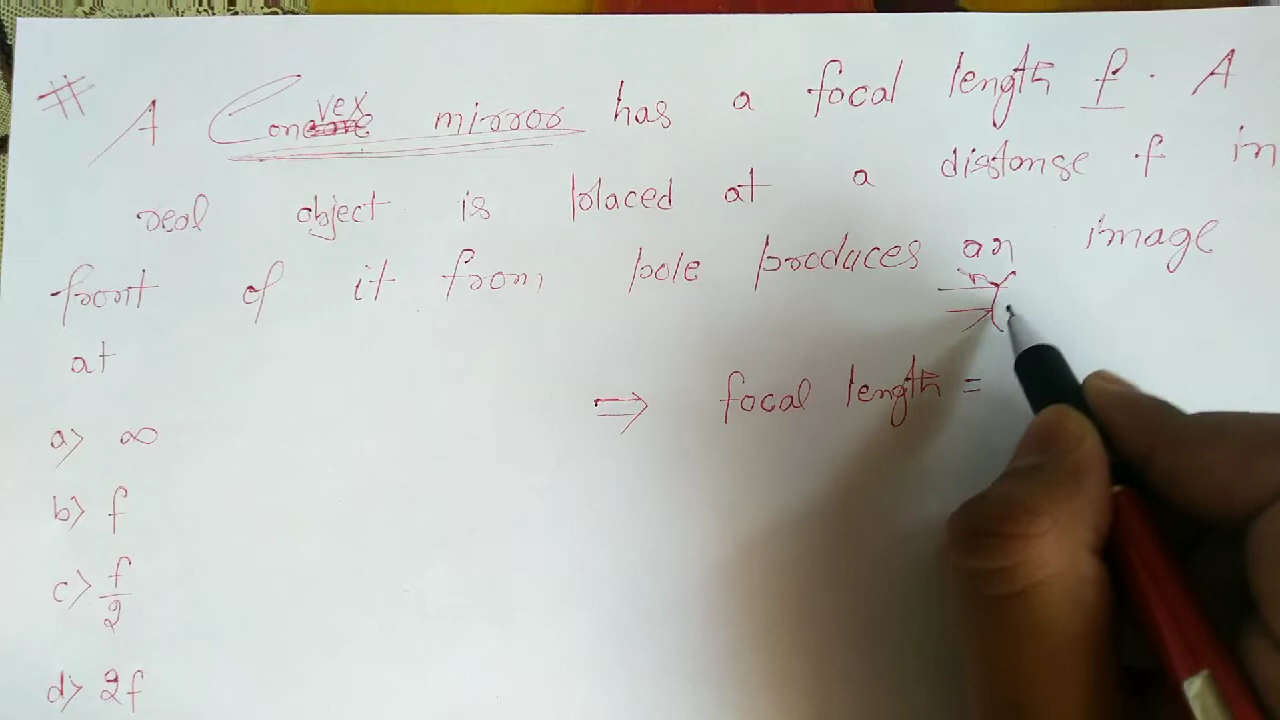 # A Convex mirror has a focal length f. A
real object is placed at a distanse f in
front of it from pole produces an image
at
⇒ focal length =
a> ∞
b> f
c> f/2
d> 2f